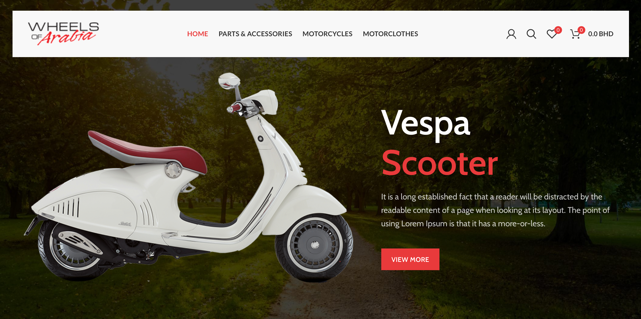 WHEELS
OF Arabia
HOME PARTS & ACCESSORIES MOTORCYCLES MOTORCLOTHES
0 0 0.0 BHD
Vespa
Scooter
It is a long established fact that a reader will be distracted by the
readable content of a page when looking at its layout. The point of
using Lorem Ipsum is that it has a more-or-less.
VIEW MORE